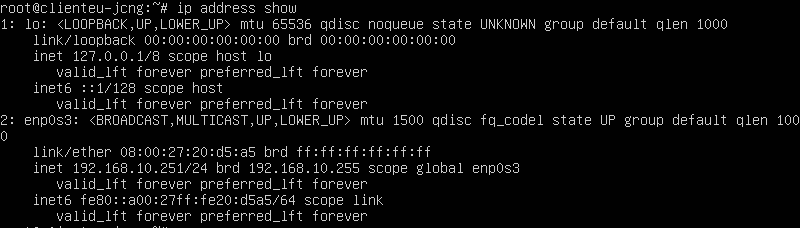 root@clienteu-jcng:~# ip address show
1: lo: <LOOPBACK,UP,LOWER_UP> mtu 65536 qdisc noqueue state UNKNOWN group default qlen 1000
    link/loopback 00:00:00:00:00:00 brd 00:00:00:00:00:00
    inet 127.0.0.1/8 scope host lo
       valid_lft forever preferred_lft forever
    inet6 ::1/128 scope host
       valid_lft forever preferred_lft forever
2: enp0s3: <BROADCAST,MULTICAST,UP,LOWER_UP> mtu 1500 qdisc fq_codel state UP group default qlen 100
0
    link/ether 08:00:27:20:d5:a5 brd ff:ff:ff:ff:ff:ff
    inet 192.168.10.251/24 brd 192.168.10.255 scope global enp0s3
       valid_lft forever preferred_lft forever
    inet6 fe80::a00:27ff:fe20:d5a5/64 scope link
       valid_lft forever preferred_lft forever